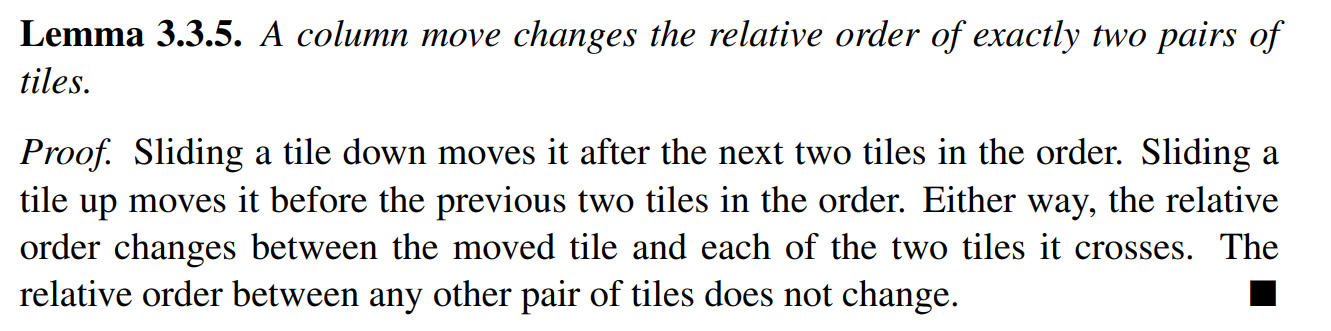 Lemma 3.3.5. A column move changes the relative order of exactly two pairs of
tiles.
Proof. Sliding a tile down moves it after the next two tiles in the order. Sliding a
tile up moves it before the previous two tiles in the order. Either way, the relative
order changes between the moved tile and each of the two tiles it crosses. The
relative order between any other pair of tiles does not change. ■